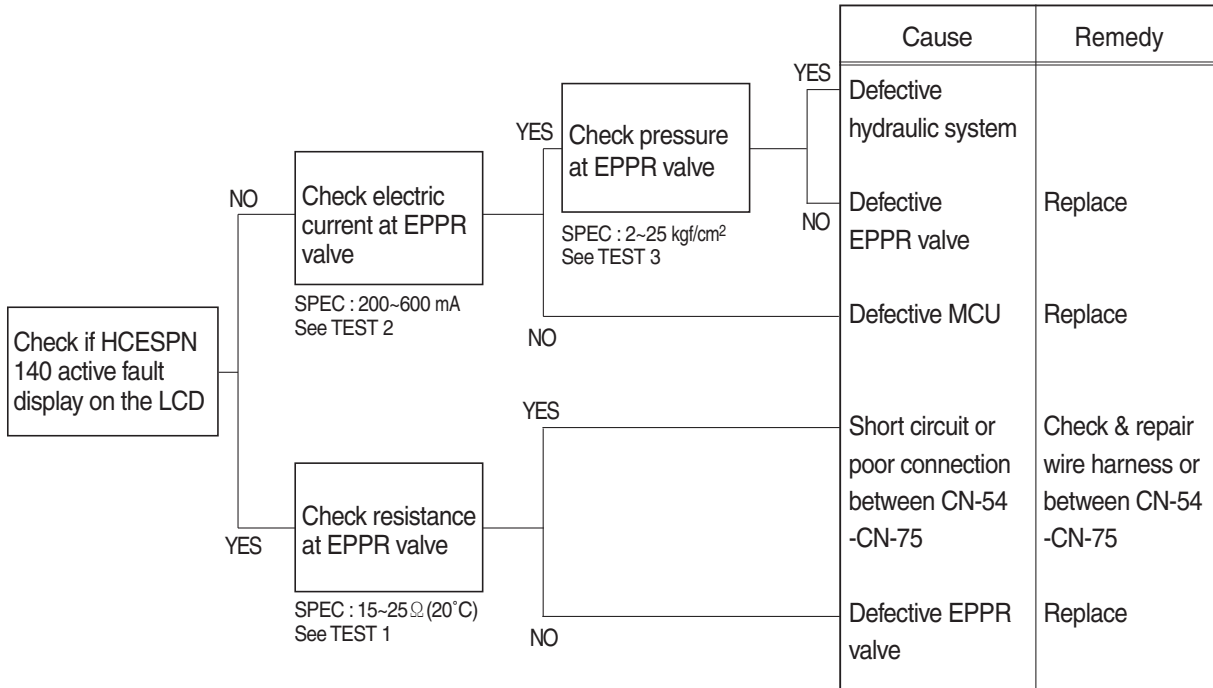 Check if HCESPN
140 active fault
display on the LCD
NO
YES
Check electric
current at EPPR
valve
SPEC : 200~600 mA
See TEST 2
YES
NO
Check pressure
at EPPR valve
SPEC : 2~25 kgf/cm²
See TEST 3
YES
NO
Check resistance
at EPPR valve
SPEC : 15~25Ω(20˚C)
See TEST 1
YES
NO
Cause
Remedy
Defective
hydraulic system
Defective
EPPR valve
Replace
Defective MCU
Replace
Short circuit or
poor connection
between CN-54
-CN-75
Check & repair
wire harness or
between CN-54
-CN-75
Defective EPPR
valve
Replace